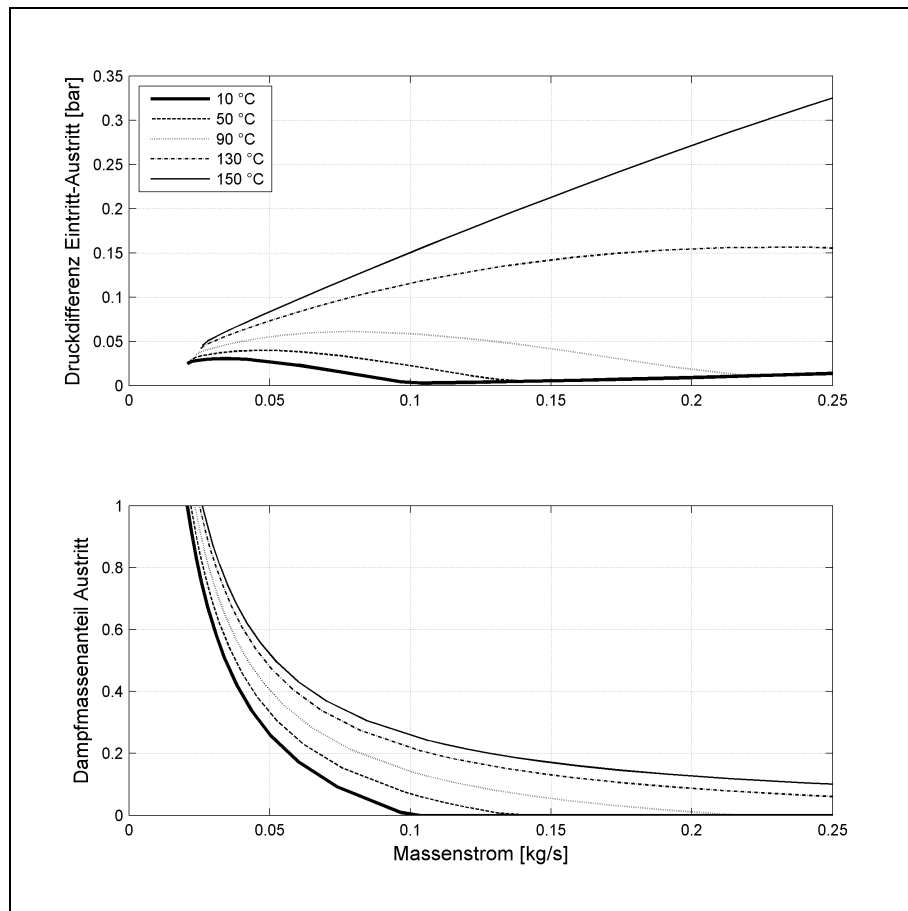 Druckdifferenz Eintritt-Austritt [bar]
0.35
0.3
0.25
0.2
0.15
0.1
0.05
0
10 °C
50 °C
90 °C
130 °C
150 °C
0 0.05 0.1 0.15 0.2 0.25
Dampfmassenanteil Austritt
1
0.8
0.6
0.4
0.2
0
0 0.05 0.1 0.15 0.2 0.25
Massenstrom [kg/s]